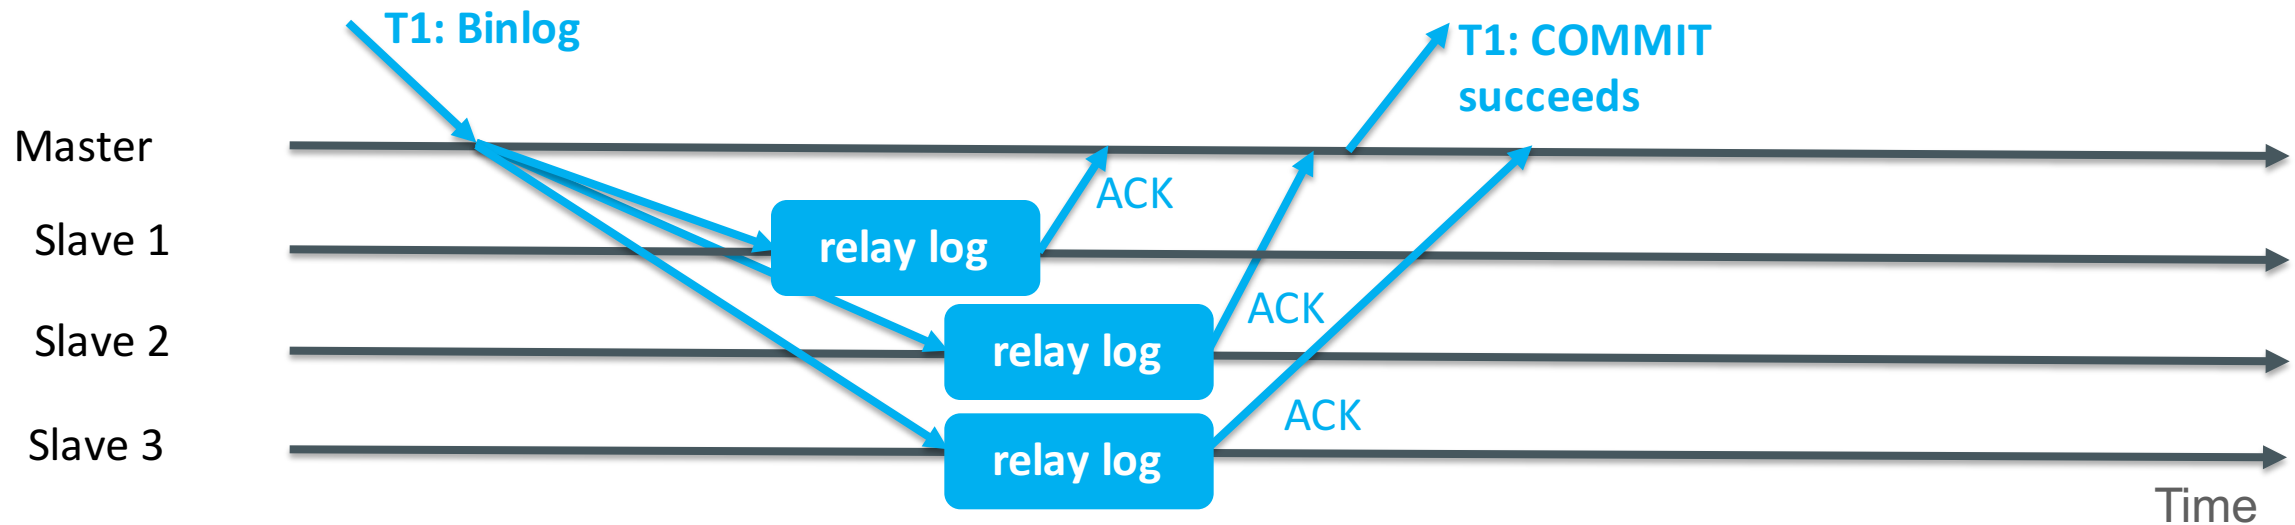 T1: Binlog
T1: COMMIT
succeeds
Master
ACK
Slave 1
relay log
ACK
Slave 2
relay log
ACK
Slave 3
relay log
Time